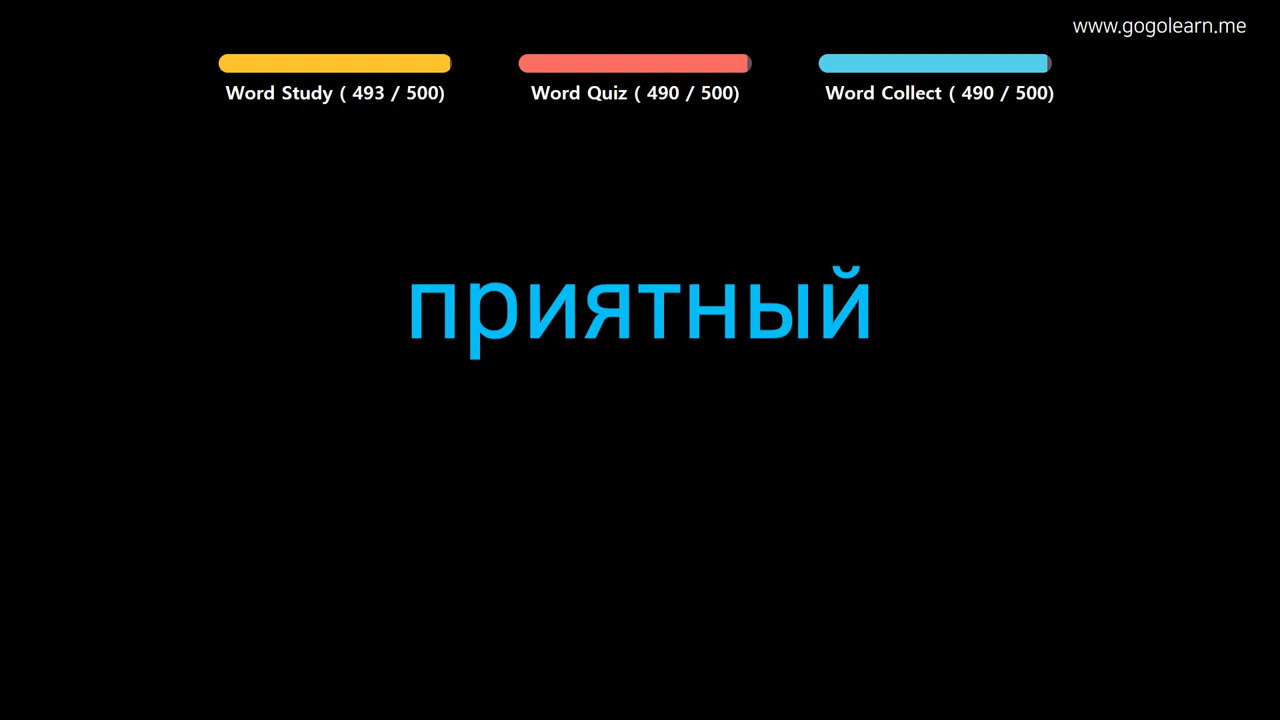 www.gogolearn.me
Word Study ( 493 / 500)
Word Quiz ( 490 / 500)
Word Collect ( 490 / 500)
приятный